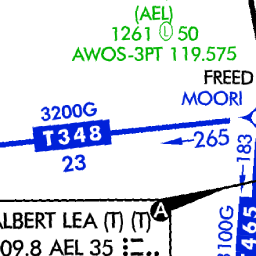 (AEL)
1261 Ⓛ 50
AWOS-3PT 119.575
FREED
MOORI
3200G
T348
265
23
183
ALBERT LEA (T) (T)
A
09.8 AEL 35
3100G
T465